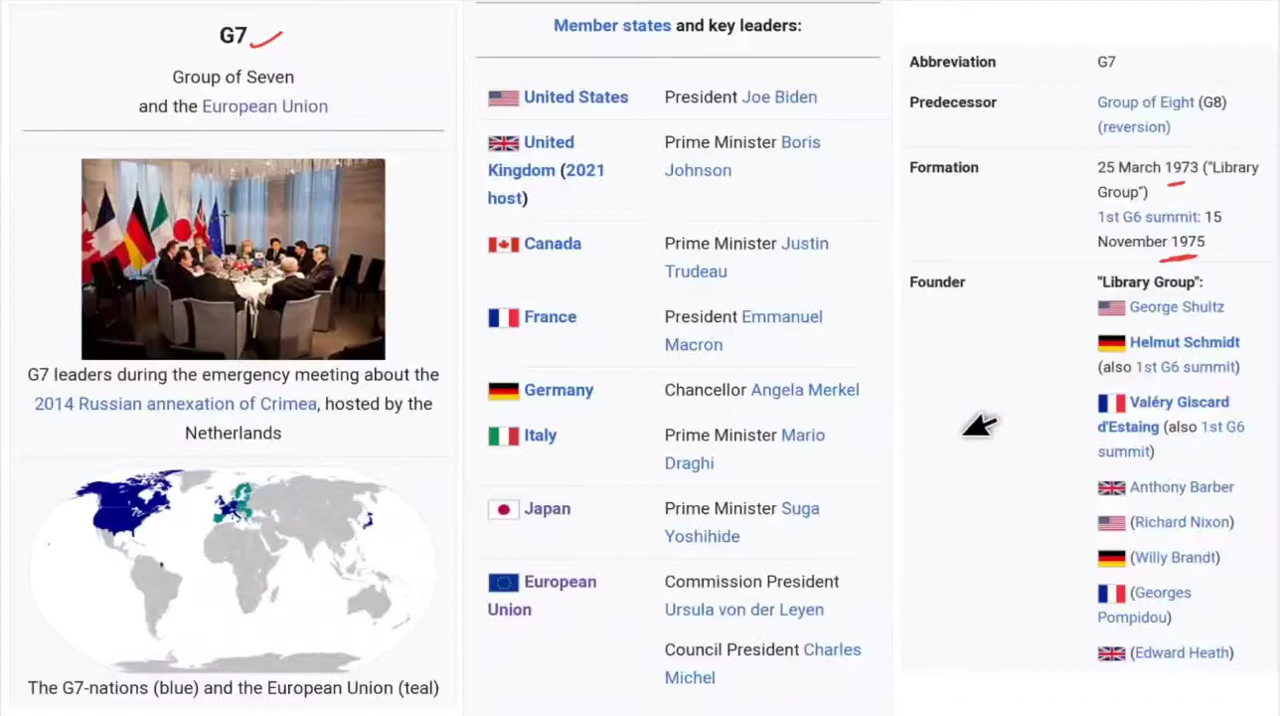 G7
Group of Seven
and the European Union
G7 leaders during the emergency meeting about the
2014 Russian annexation of Crimea, hosted by the
Netherlands
The G7-nations (blue) and the European Union (teal)
Member states and key leaders:
United States President Joe Biden
United Prime Minister Boris
Kingdom (2021 Johnson
host)
Canada Prime Minister Justin
Trudeau
France President Emmanuel
Macron
Germany Chancellor Angela Merkel
Italy Prime Minister Mario
Draghi
Japan Prime Minister Suga
Yoshihide
European Commission President
Union Ursula von der Leyen
Council President Charles
Michel
Abbreviation G7
Predecessor Group of Eight (G8)
(reversion)
Formation 25 March 1973 ("Library
Group")
1st G6 summit: 15
November 1975
Founder "Library Group":
George Shultz
Helmut Schmidt
(also 1st G6 summit)
Valéry Giscard
d'Estaing (also 1st G6
summit)
Anthony Barber
(Richard Nixon)
(Willy Brandt)
(Georges
Pompidou)
(Edward Heath)